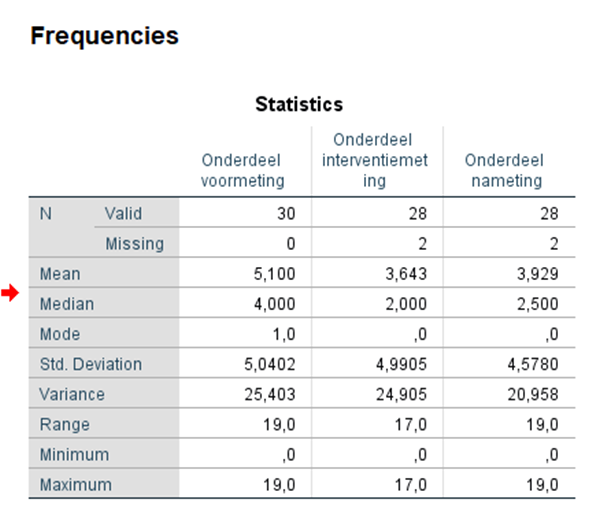 Frequencies
Statistics
Onderdeel voormeting Onderdeel interventiemet ing Onderdeel nameting
N Valid 30 28 28
Missing 0 2 2
Mean 5,100 3,643 3,929
Median 4,000 2,000 2,500
Mode 1,0 ,0 ,0
Std. Deviation 5,0402 4,9905 4,5780
Variance 25,403 24,905 20,958
Range 19,0 17,0 19,0
Minimum ,0 ,0 ,0
Maximum 19,0 17,0 19,0